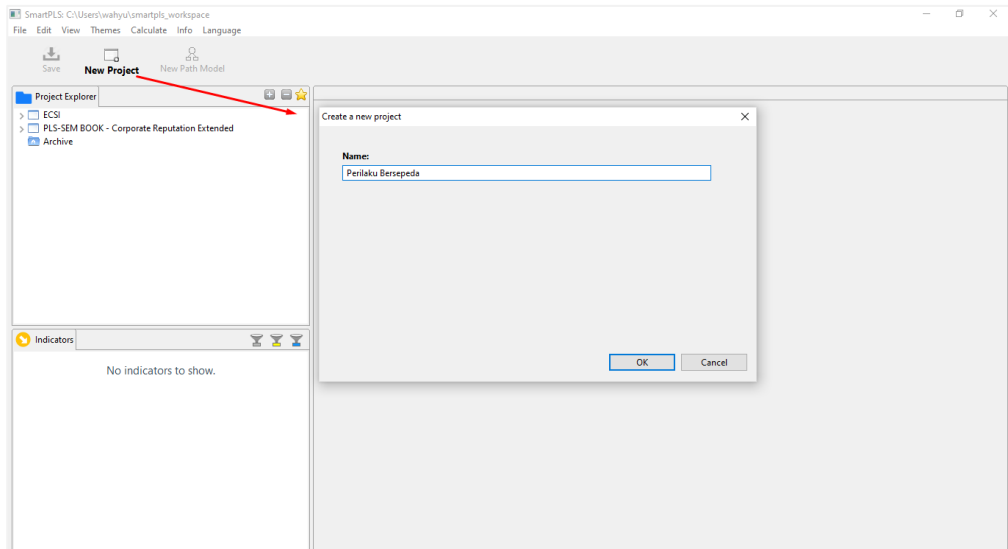 SmartPLS: C:\Users\wahyu\smartpls_workspace
File Edit View Themes Calculate Info Language
Save New Project New Path Model
Project Explorer
ECSI
PLS-SEM BOOK - Corporate Reputation Extended
Archive
Create a new project
Name:
Perilaku Bersepeda
OK Cancel
Indicators
No indicators to show.